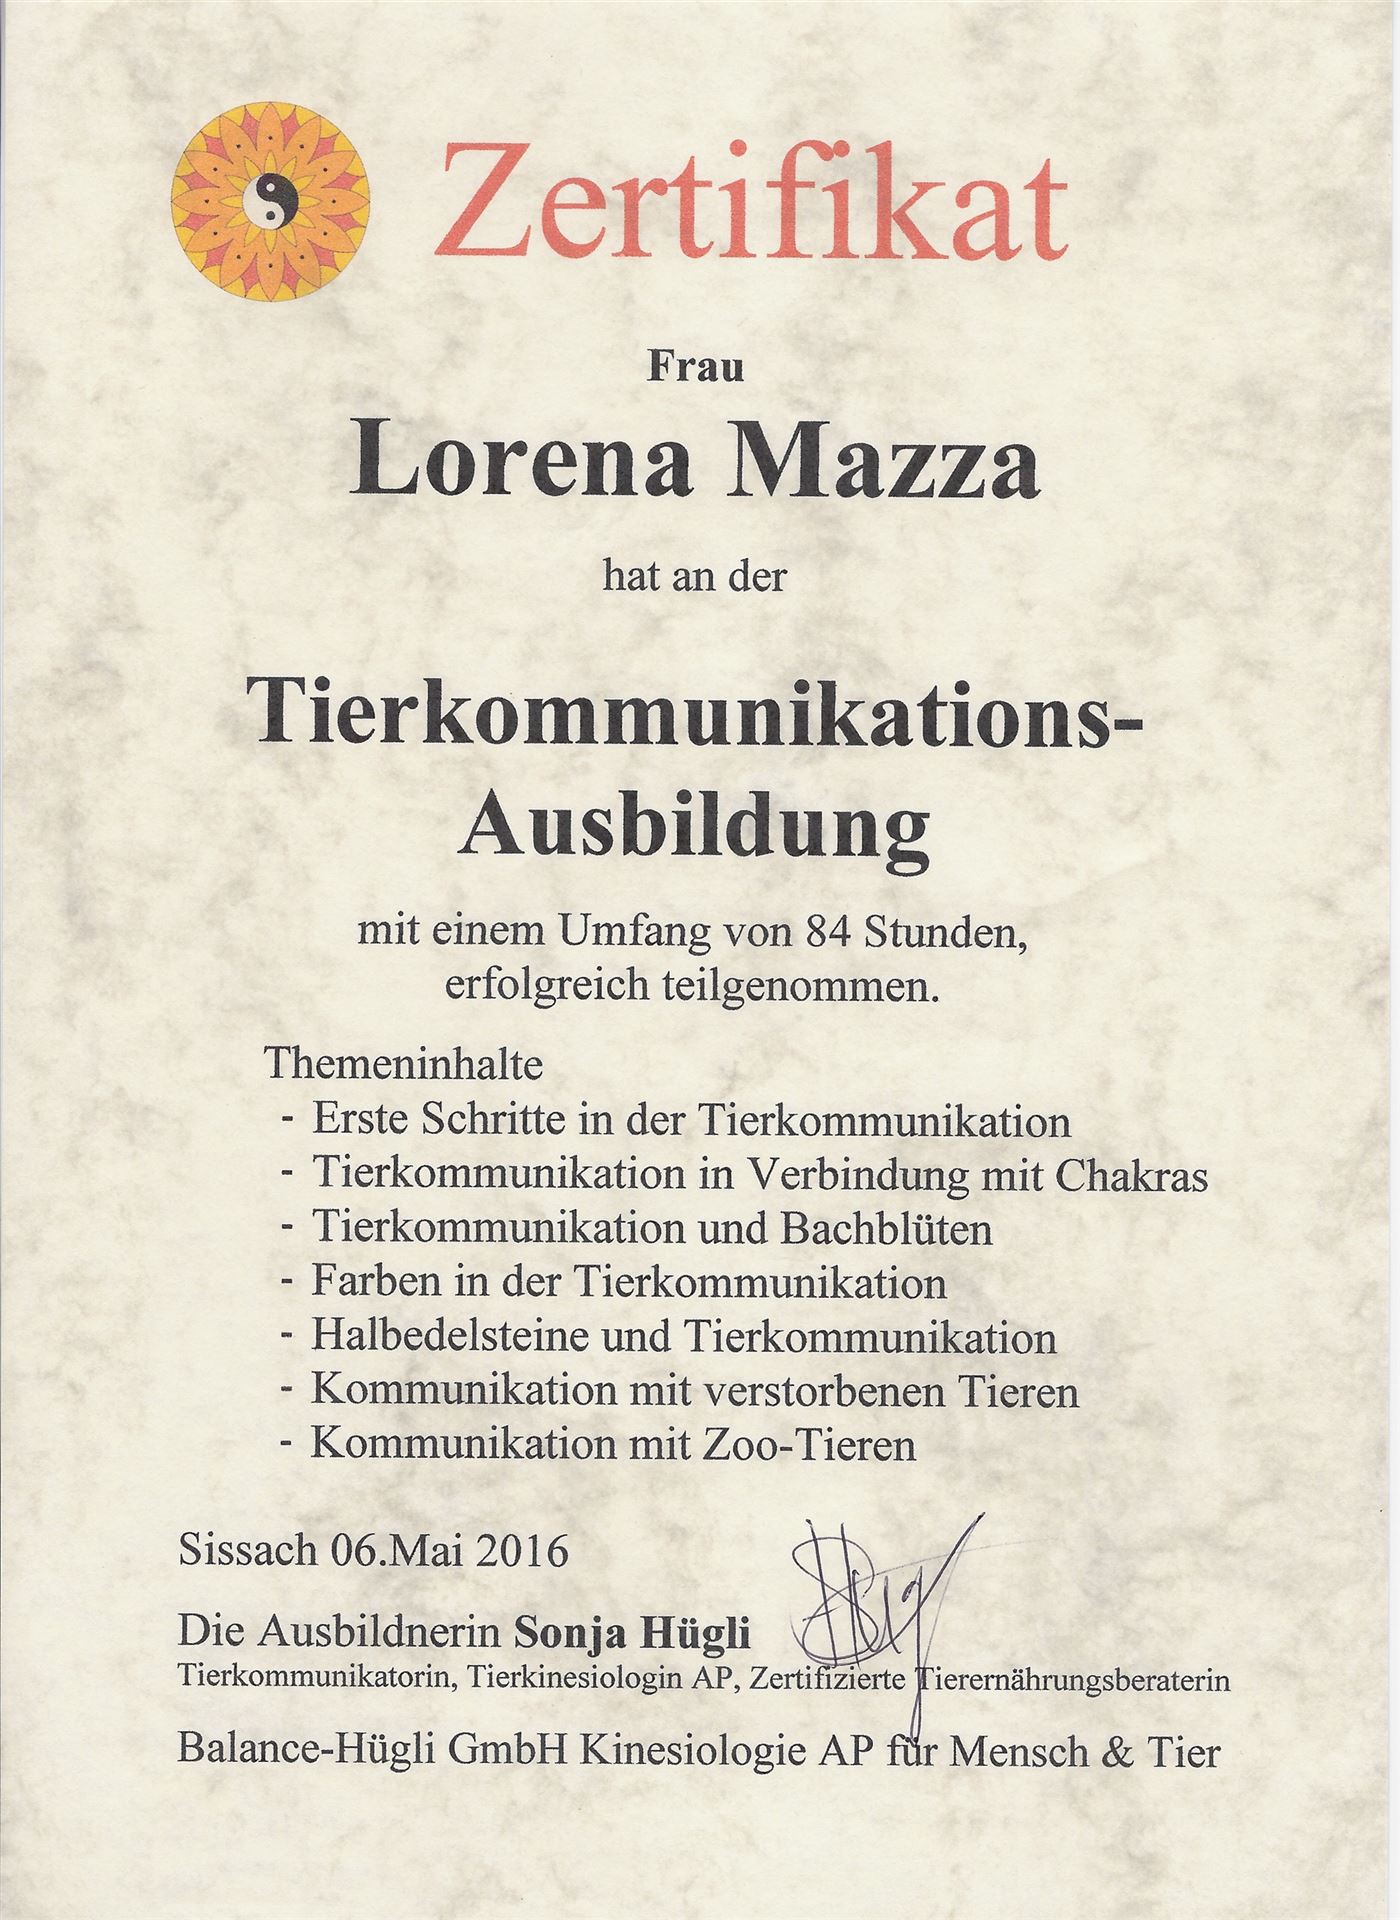 Zertifikat
Frau
Lorena Mazza
hat an der
Tierkommunikations-
Ausbildung
mit einem Umfang von 84 Stunden,
erfolgreich teilgenommen.
Themeninhalte
- Erste Schritte in der Tierkommunikation
- Tierkommunikation in Verbindung mit Chakras
- Tierkommunikation und Bachblüten
- Farben in der Tierkommunikation
- Halbedelsteine und Tierkommunikation
- Kommunikation mit verstorbenen Tieren
- Kommunikation mit Zoo-Tieren
Sissach 06.Mai 2016
Die Ausbildnerin Sonja Hügli
Tierkommunikatorin, Tierkinesiologin AP, Zertifizierte Tierernährungsberaterin
Balance-Hügli GmbH Kinesiologie AP für Mensch & Tier